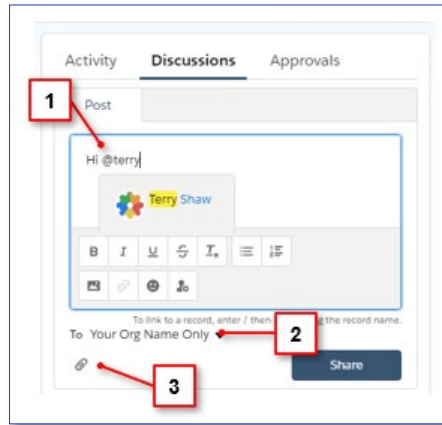 Activity Discussions Approvals
1
Post
Hi @terry
Terry Shaw
B I U S Tx
To link to a record, enter / then g the record name.
To Your Org Name Only
2
3
Share